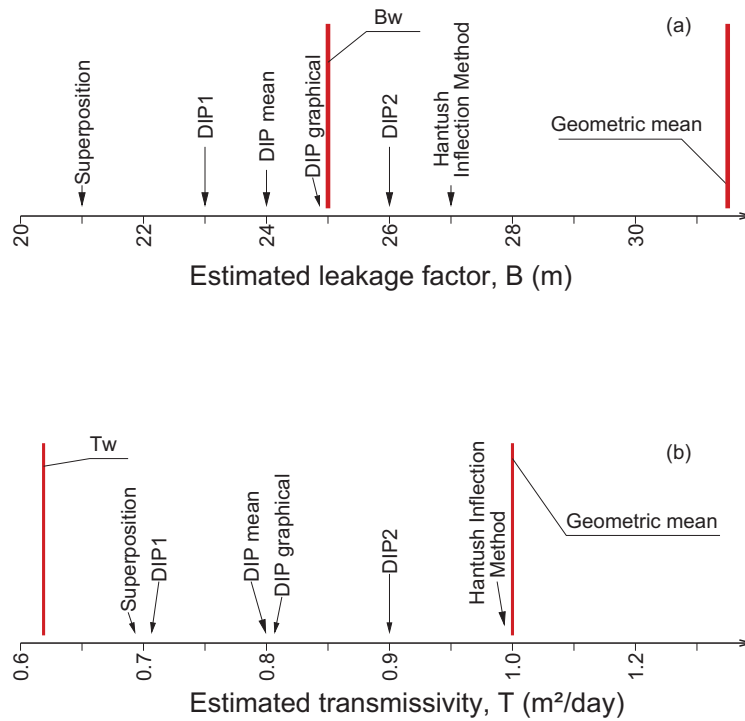 Bw
(a)
Superposition
DIP1
DIP mean
DIP graphical
DIP2
Hantush
Inflection Method
Geometric mean
20
22
24
26
28
30
Estimated leakage factor, B (m)
Tw
(b)
Superposition
DIP1
DIP mean
DIP graphical
DIP2
Hantush Inflection
Method
Geometric mean
0.6
0.7
0.8
0.9
1.0
1.2
Estimated transmissivity, T (m²/day)